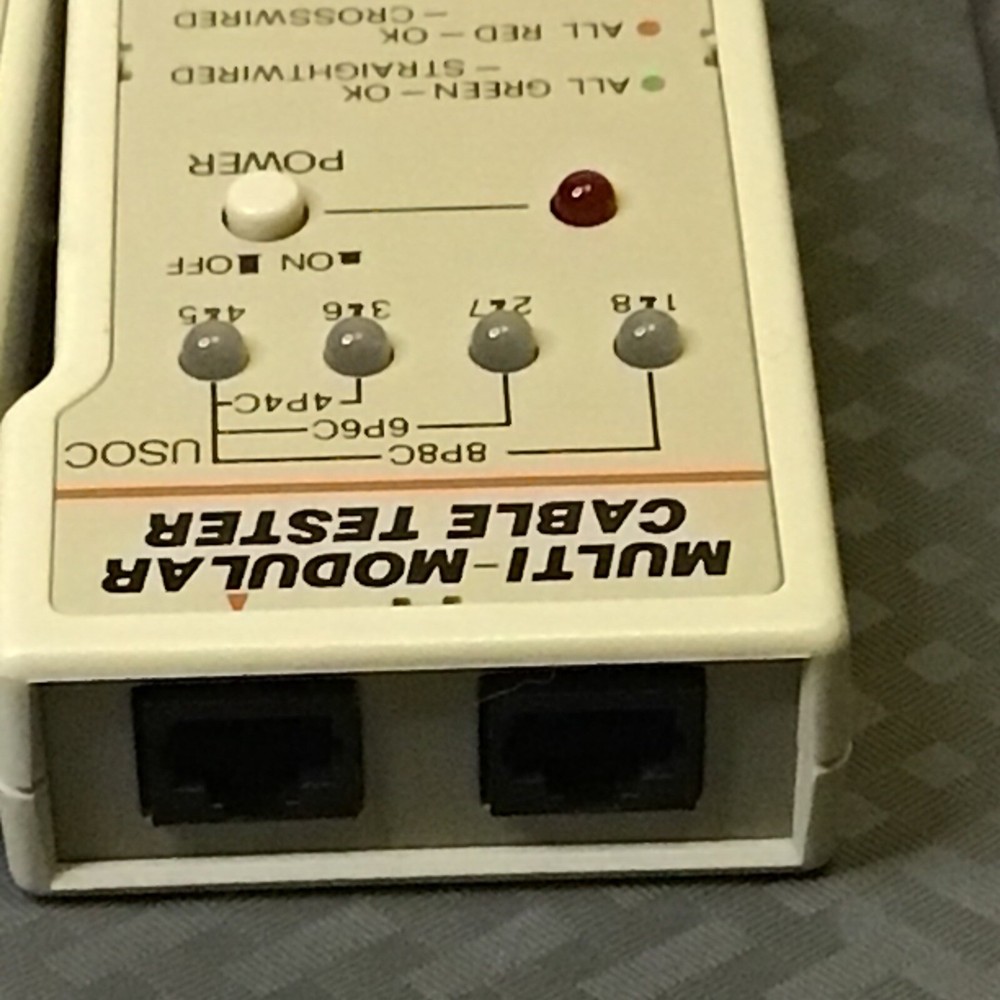 MULTI-MODULAR
CABLE TESTER
8P8C
USOC
6P6C
4P4C
1&8 2&7 3&6 4&5
ON OFF
POWER
ALL GREEN - OK
- STRAIGHTWIRED
ALL RED - OK
- CROSSWIRED